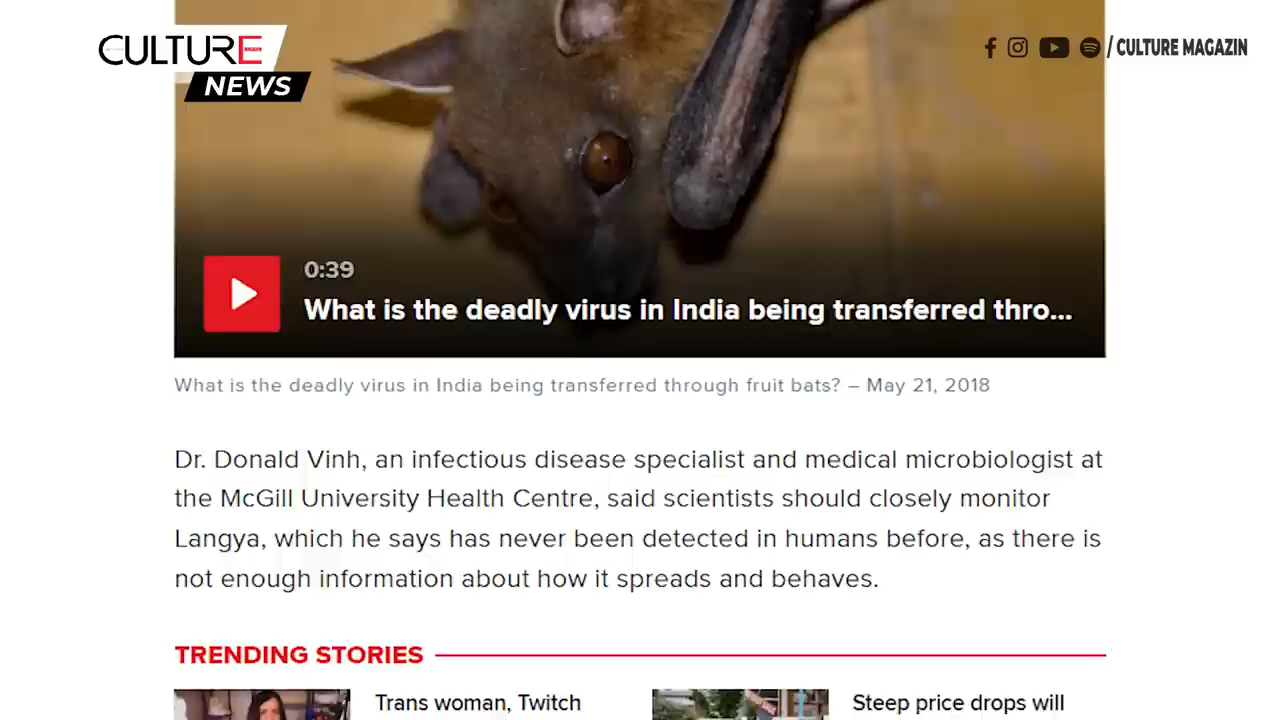 CULTURE
NEWS
/ CULTURE MAGAZIN
0:39
What is the deadly virus in India being transferred thro...
What is the deadly virus in India being transferred through fruit bats? – May 21, 2018
Dr. Donald Vinh, an infectious disease specialist and medical microbiologist at
the McGill University Health Centre, said scientists should closely monitor
Langya, which he says has never been detected in humans before, as there is
not enough information about how it spreads and behaves.
TRENDING STORIES
Trans woman, Twitch
Steep price drops will